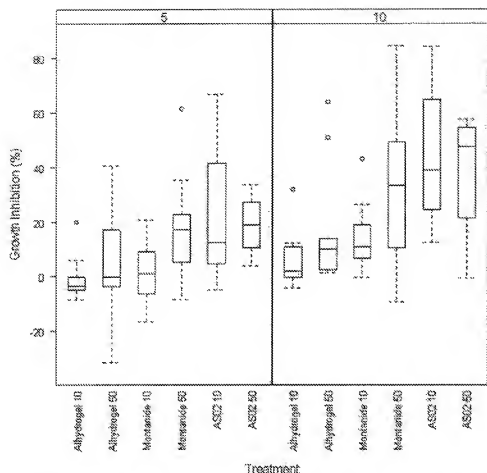 5 10
Growth Inhibition (%)
80
60
40
20
0
-20
Alhydrogel 10
Alhydrogel 50
Montanide 10
Montanide 50
AS02 10
AS02 50
Alhydrogel 10
Alhydrogel 50
Montanide 10
Montanide 50
AS02 10
AS02 50
Treatment